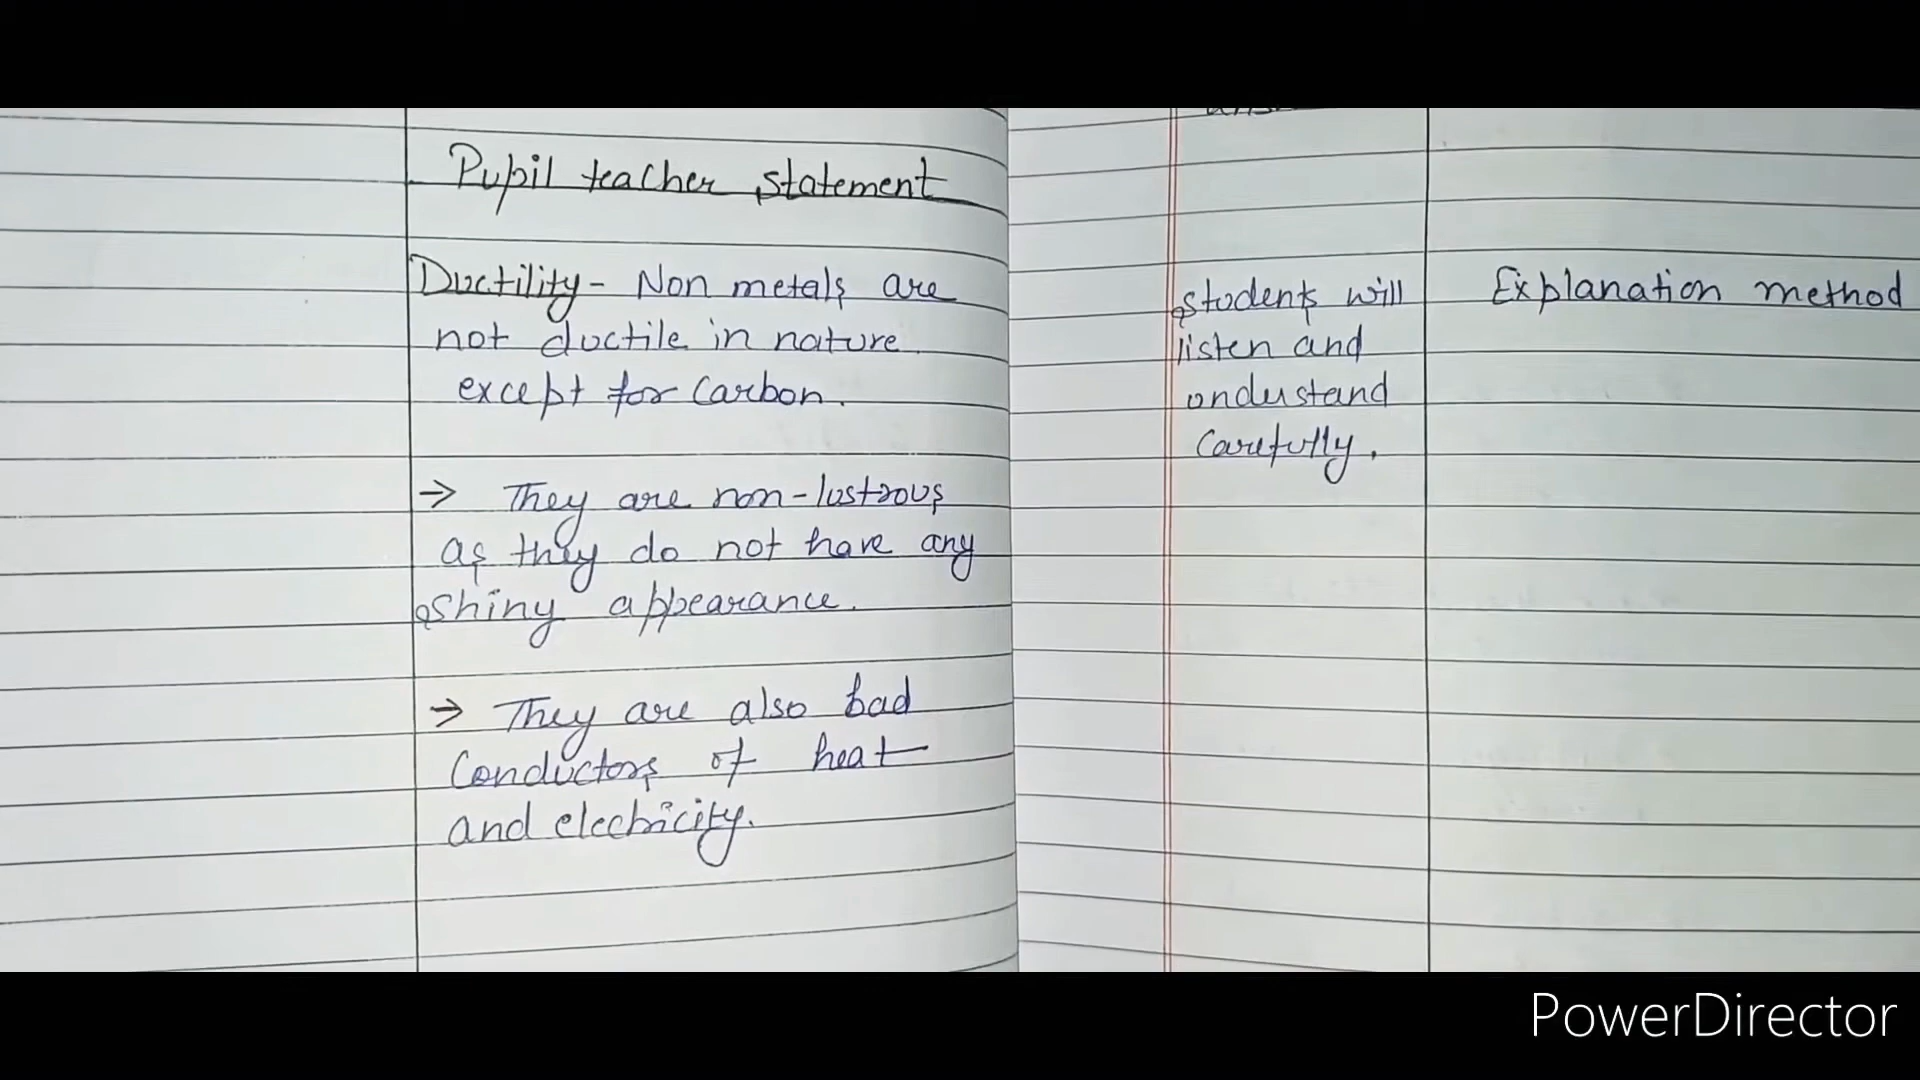 Pupil teacher statement
Ductility - Non metals are
not ductile in nature
except for carbon.
→ They are non-lustrous
as they do not have any
shiny appearance.
→ They are also bad
Conductors of heat
and electricity.
students will
listen and
understand
Carefully.
Explanation method
PowerDirector